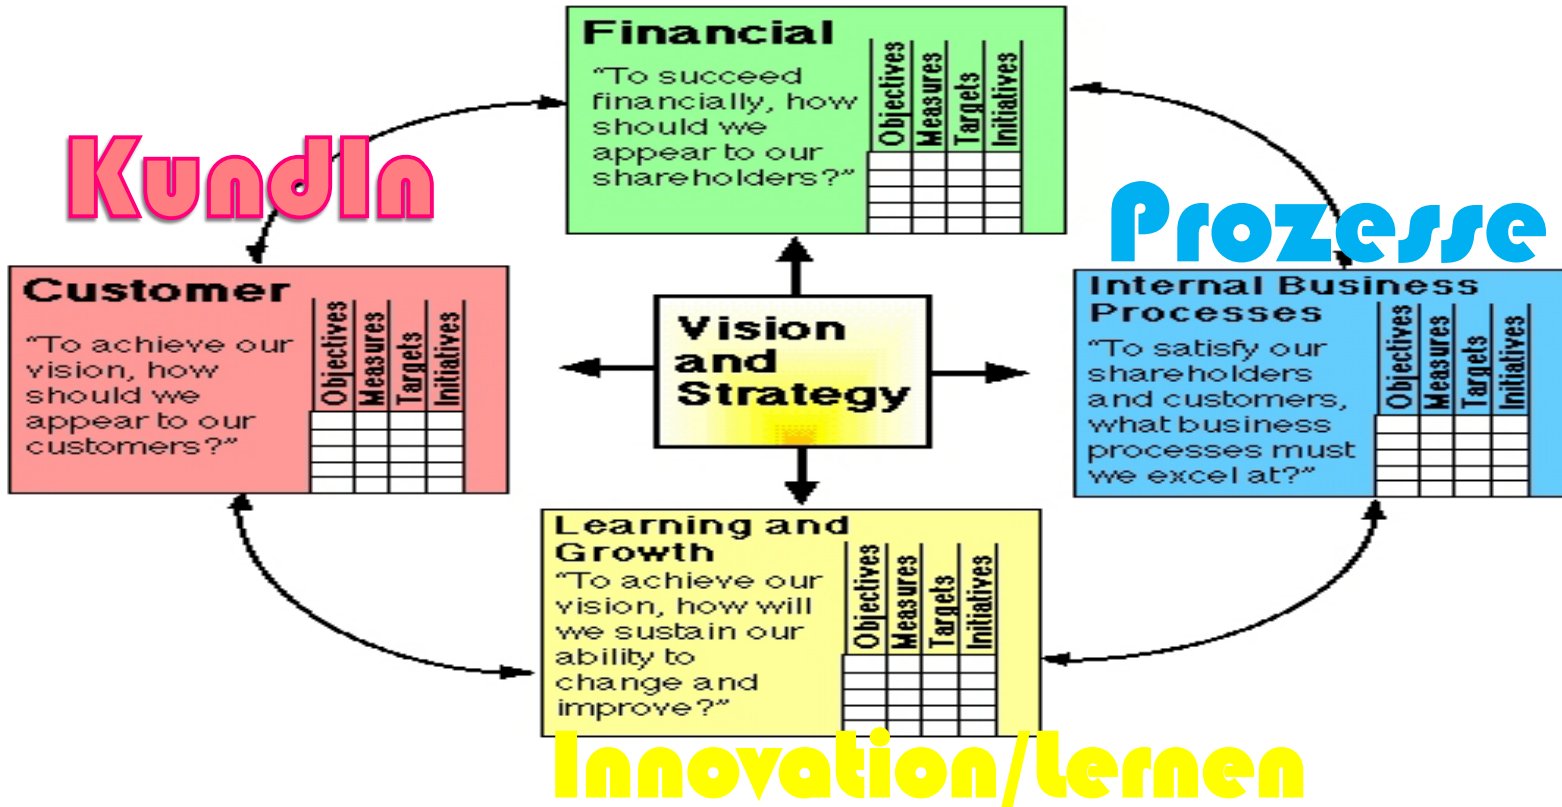 Financial
“To succeed
financially, how
should we
appear to our
shareholders?”
Objectives
Measures
Targets
Initiatives
KundIn
Customer
“To achieve our
vision, how
should we
appear to our
customers?”
Objectives
Measures
Targets
Initiatives
Vision
and
Strategy
Prozesse
Internal Business
Processes
“To satisfy our
shareholders
and customers,
what business
processes must
we excel at?”
Objectives
Measures
Targets
Initiatives
Learning and
Growth
“To achieve our
vision, how will
we sustain our
ability to
change and
improve?”
Objectives
Measures
Targets
Initiatives
Innovation/Lernen